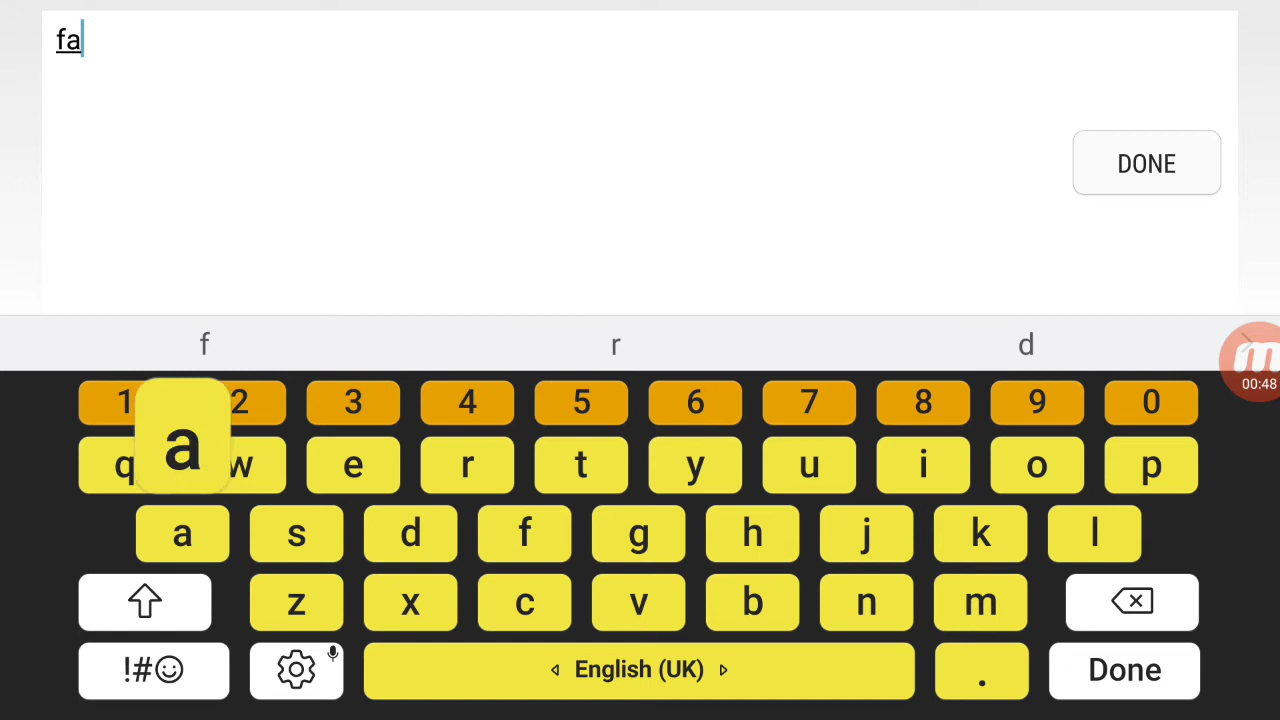 fa
DONE
f r d
00:48
1 2 3 4 5 6 7 8 9 0
a
q w e r t y u i o p
a s d f g h j k l
z x c v b n m
!#☺ English (UK) . Done